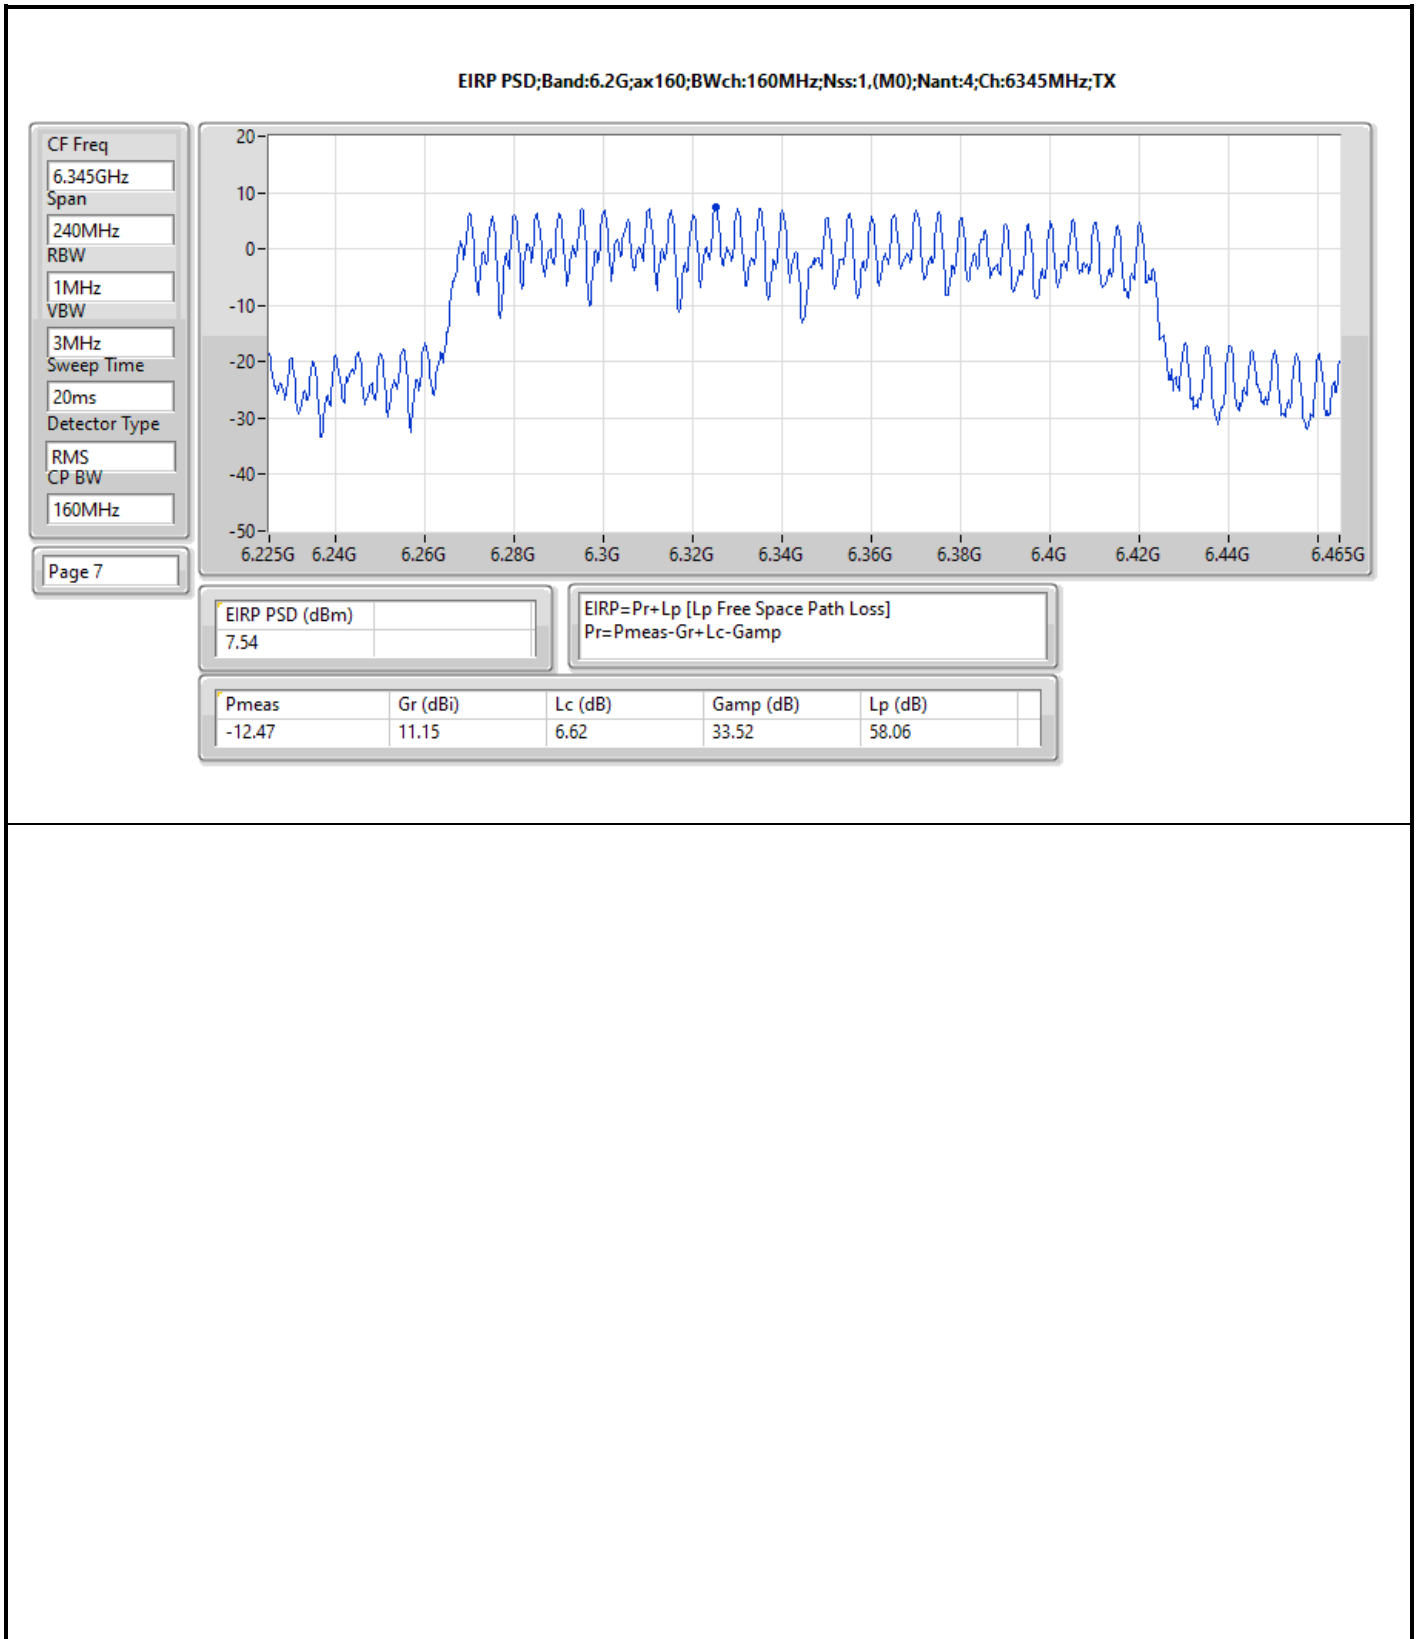 EIRP PSD;Band:6.2G;ax160;BWch:160MHz;Nss:1,(M0);Nant:4;Ch:6345MHz;TX
CF Freq
6.345GHz
Span
240MHz
RBW
1MHz
VBW
3MHz
Sweep Time
20ms
Detector Type
RMS
CP BW
160MHz
Page 7
20
10
0
-10
-20
-30
-40
-50
6.225G 6.24G 6.26G 6.28G 6.3G 6.32G 6.34G 6.36G 6.38G 6.4G 6.42G 6.44G 6.465G
EIRP PSD (dBm)
7.54
EIRP=Pr+Lp [Lp Free Space Path Loss]
Pr=Pmeas-Gr+Lc-Gamp
Pmeas Gr (dBi) Lc (dB) Gamp (dB) Lp (dB)
-12.47 11.15 6.62 33.52 58.06